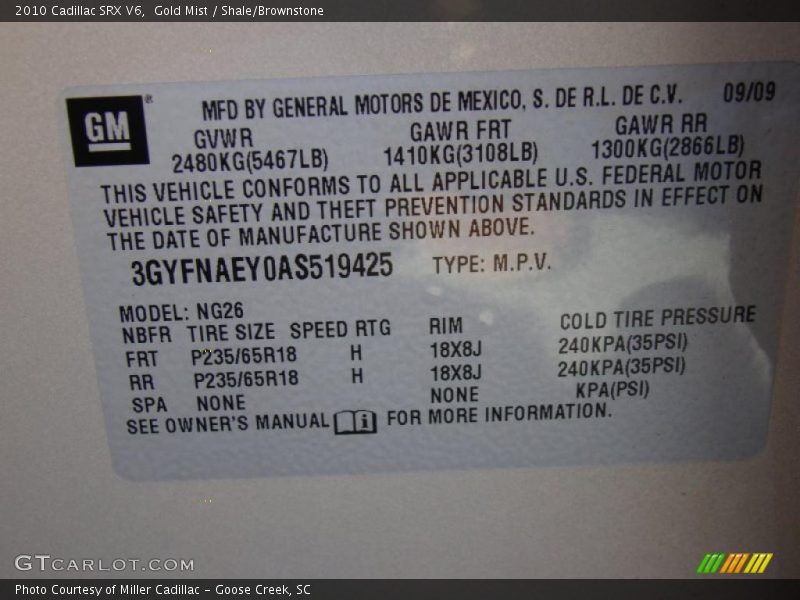 2010 Cadillac SRX V6,  Gold Mist / Shale/Brownstone
GM
MFD BY GENERAL MOTORS DE MEXICO, S. DE R.L. DE C.V. 09/09
GVWR GAWR FRT GAWR RR
2480KG(5467LB) 1410KG(3108LB) 1300KG(2866LB)
THIS VEHICLE CONFORMS TO ALL APPLICABLE U.S. FEDERAL MOTOR
VEHICLE SAFETY AND THEFT PREVENTION STANDARDS IN EFFECT ON
THE DATE OF MANUFACTURE SHOWN ABOVE.
3GYFNAEY0AS519425 TYPE: M.P.V.
MODEL: NG26
NBFR TIRE SIZE SPEED RTG RIM COLD TIRE PRESSURE
FRT P235/65R18 H 18X8J 240KPA(35PSI)
RR P235/65R18 H 18X8J 240KPA(35PSI)
SPA NONE NONE KPA(PSI)
SEE OWNER'S MANUAL i FOR MORE INFORMATION.
GTCARLOT.COM
Photo Courtesy of Miller Cadillac – Goose Creek, SC